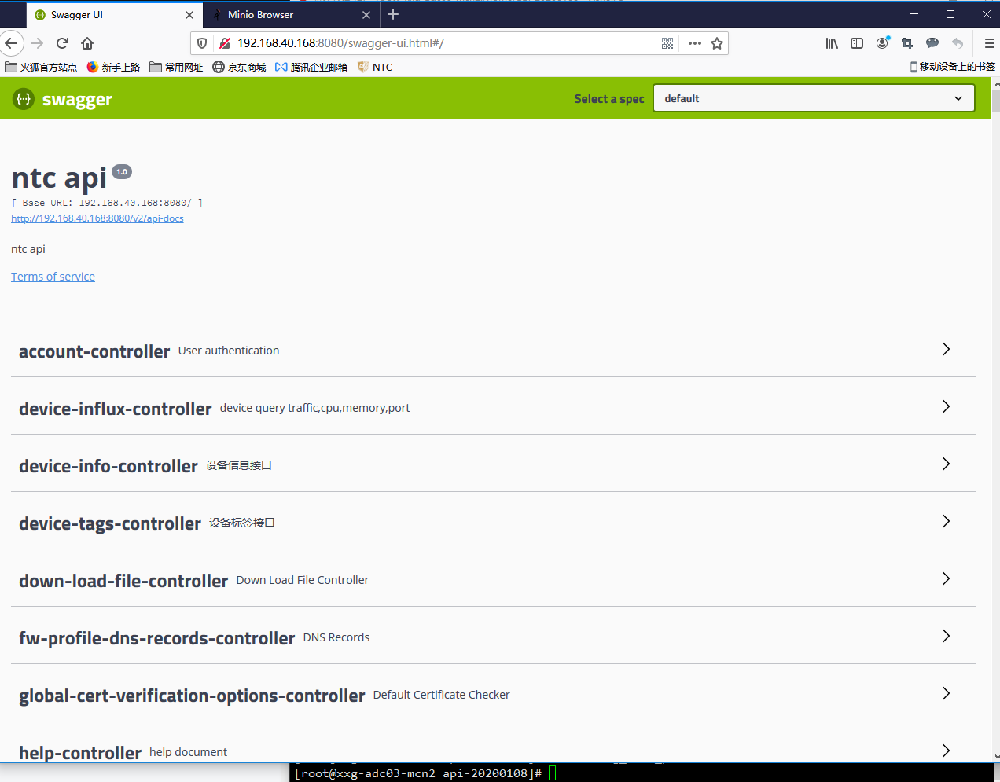 Swagger UI
Minio Browser
192.168.40.168:8080/swagger-ui.html#/
火狐官方站点 新手上路 常用网址 京东商城 腾讯企业邮箱 NTC 移动设备上的书签
{··} swagger Select a spec default
ntc api 1.0
[ Base URL: 192.168.40.168:8080/ ]
http://192.168.40.168:8080/v2/api-docs
ntc api
Terms of service
account-controller User authentication
device-influx-controller device query traffic,cpu,memory,port
device-info-controller 设备信息接口
device-tags-controller 设备标签接口
down-load-file-controller Down Load File Controller
fw-profile-dns-records-controller DNS Records
global-cert-verification-options-controller Default Certificate Checker
help-controller help document
[root@xxg-adc03-mcn2 api-20200108]#